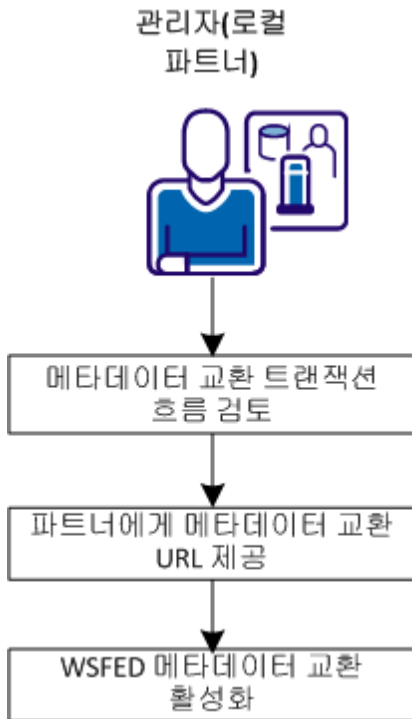 관리자(로컬
파트너)
메타데이터 교환 트랜잭션
흐름 검토
파트너에게 메타데이터 교환
URL 제공
WSFED 메타데이터 교환
활성화